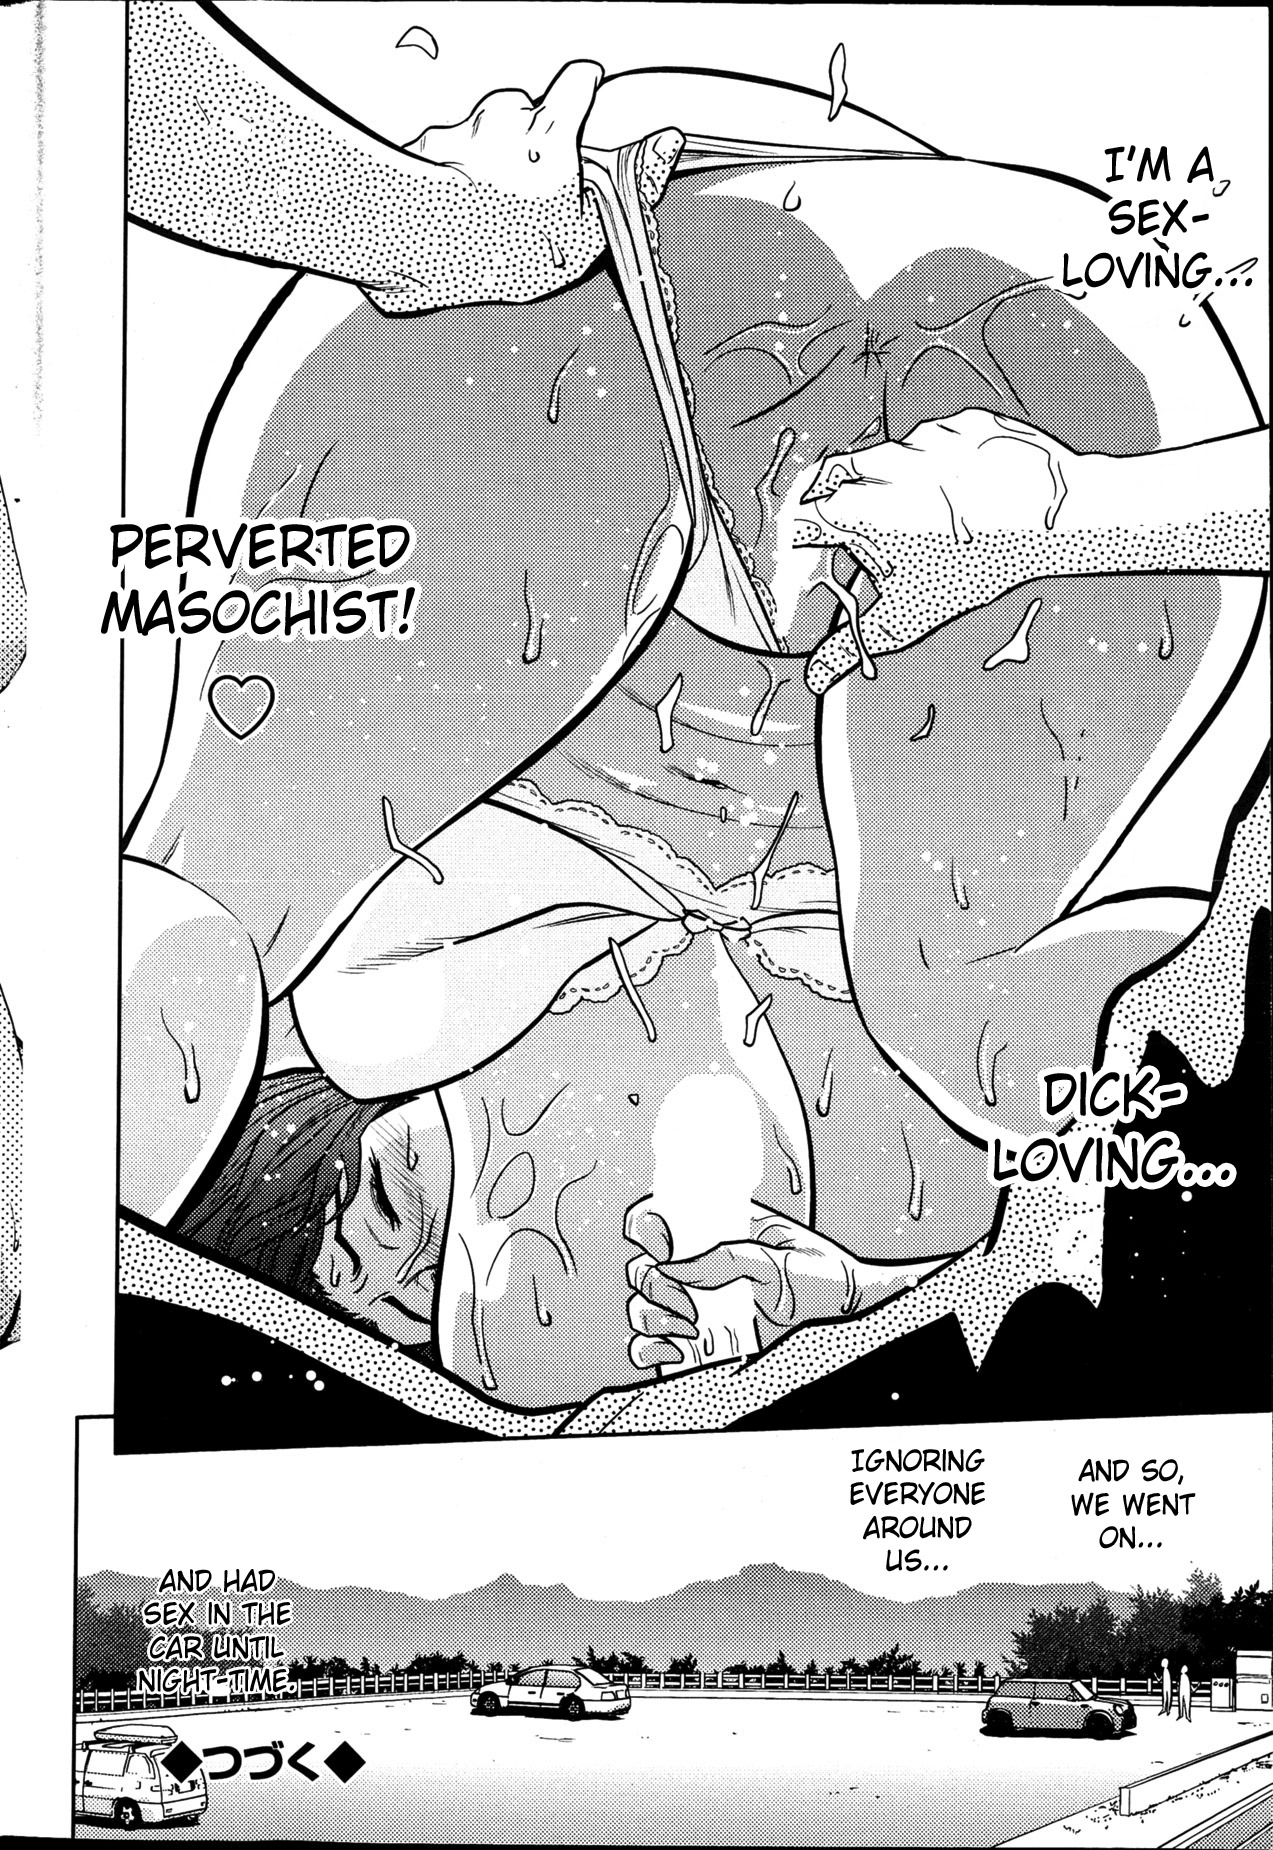 I'M A
SEX-
LOVING...
PERVERTED
MASOCHIST!
♡
DICK-
LOVING...
AND SO,
WE WENT
ON...
IGNORING
EVERYONE
AROUND
US...
AND HAD
SEX IN THE
CAR UNTIL
NIGHT-TIME.
◆つづく◆